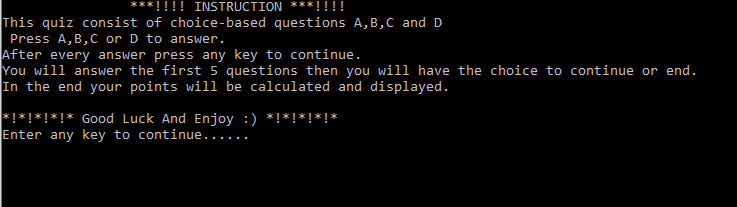 ***!!!! INSTRUCTION ***!!!!
This quiz consist of choice-based questions A,B,C and D
Press A,B,C or D to answer.
After every answer press any key to continue.
You will answer the first 5 questions then you will have the choice to continue or end.
In the end your points will be calculated and displayed.
*!*!*!*!* Good Luck And Enjoy :) *!*!*!*!*
Enter any key to continue......